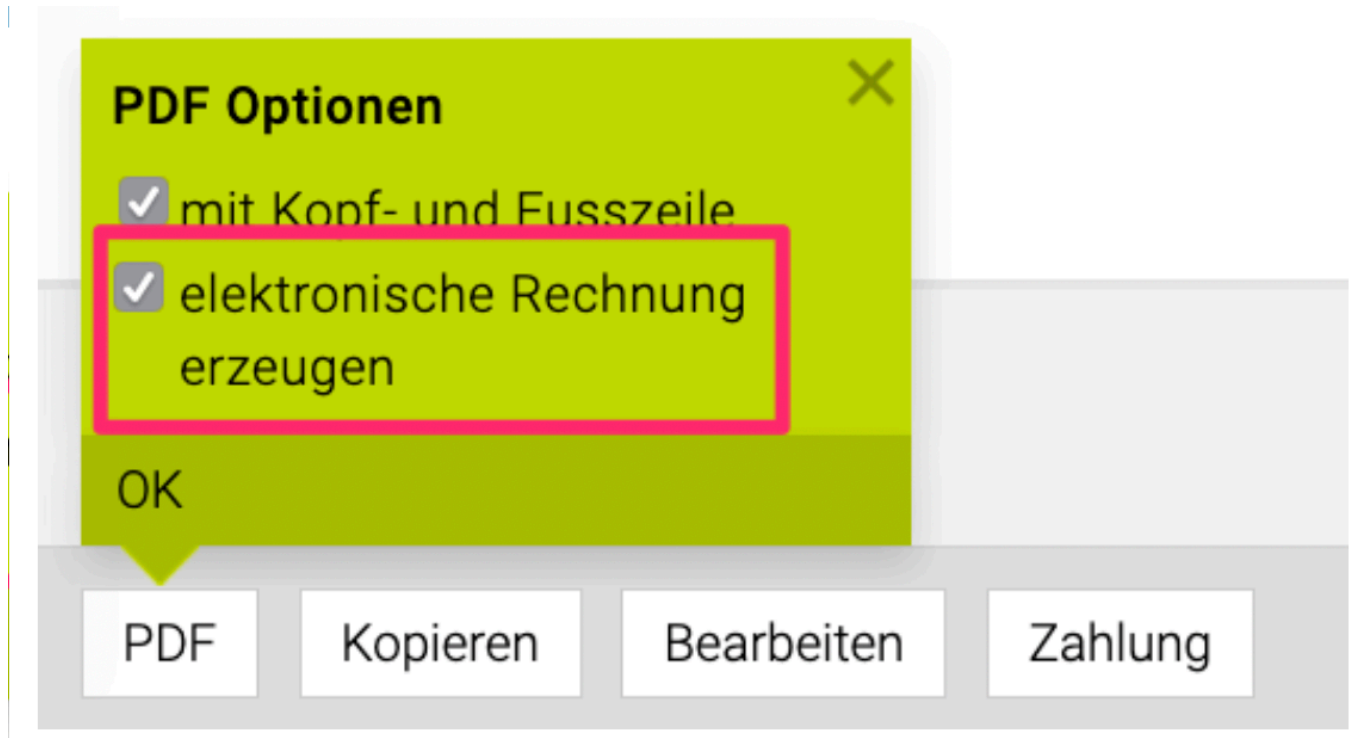 PDF Optionen
mit Kopf- und Fusszeile
elektronische Rechnung
erzeugen
OK
PDF
Kopieren
Bearbeiten
Zahlung